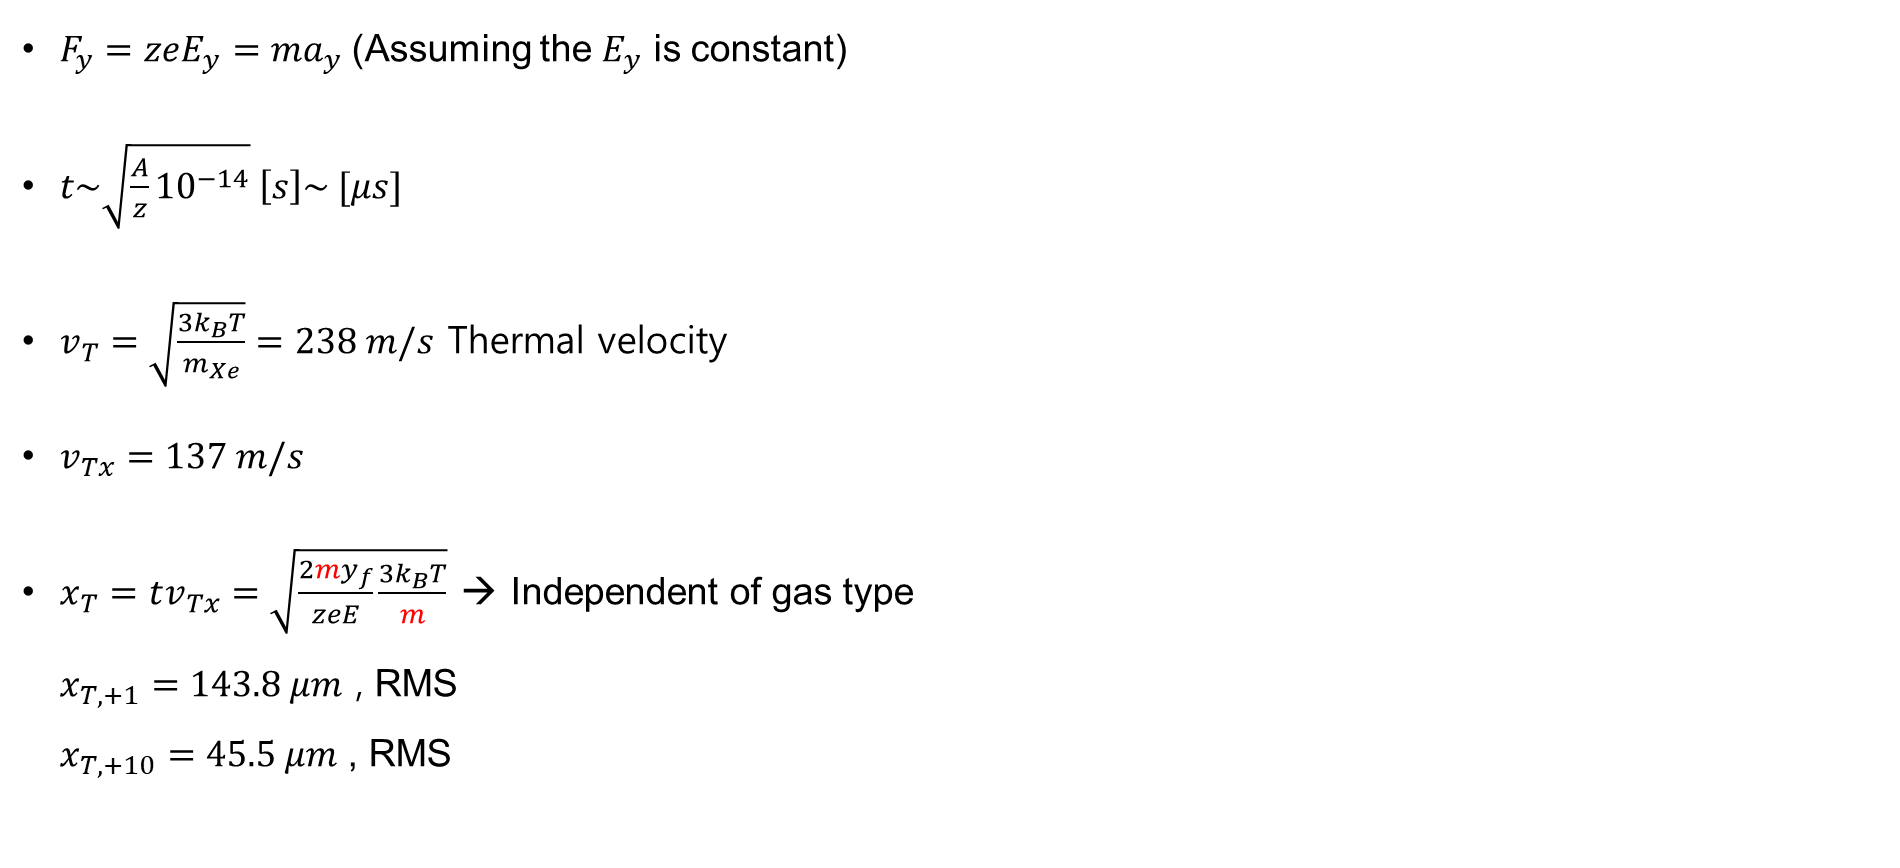 • F_y = zeE_y = ma_y (Assuming the E_y is constant)
• t~√(A/z 10^−14) [s]~ [μs]
• v_T = √(3k_BT/m_Xe) = 238 m/s Thermal velocity
• v_Tx = 137 m/s
• x_T = tv_Tx = √(2my_f/zeE 3k_BT/m) → Independent of gas type
x_T,+1 = 143.8 μm , RMS
x_T,+10 = 45.5 μm , RMS